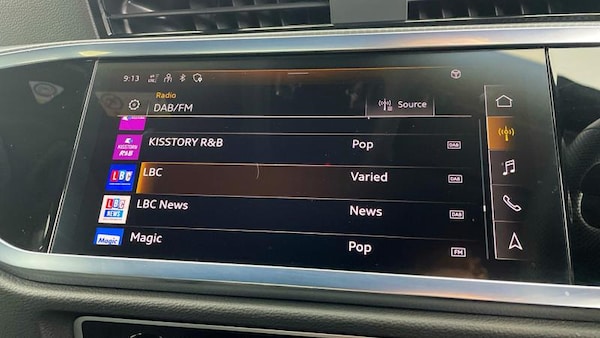 9:13
Radio
DAB/FM
Source
KISSTORY R&B Pop DAB
KISSTORY
R&B
LBC Varied DAB
LBC
LBC News News DAB
LBC
NEWS
Magic Pop FM
Magic